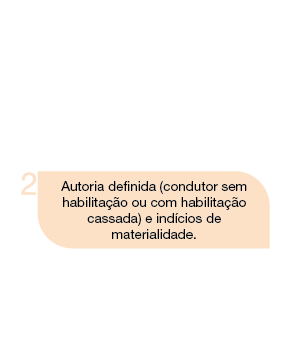 2
Autoria definida (condutor sem
habilitação ou com habilitação
cassada) e indícios de
materialidade.